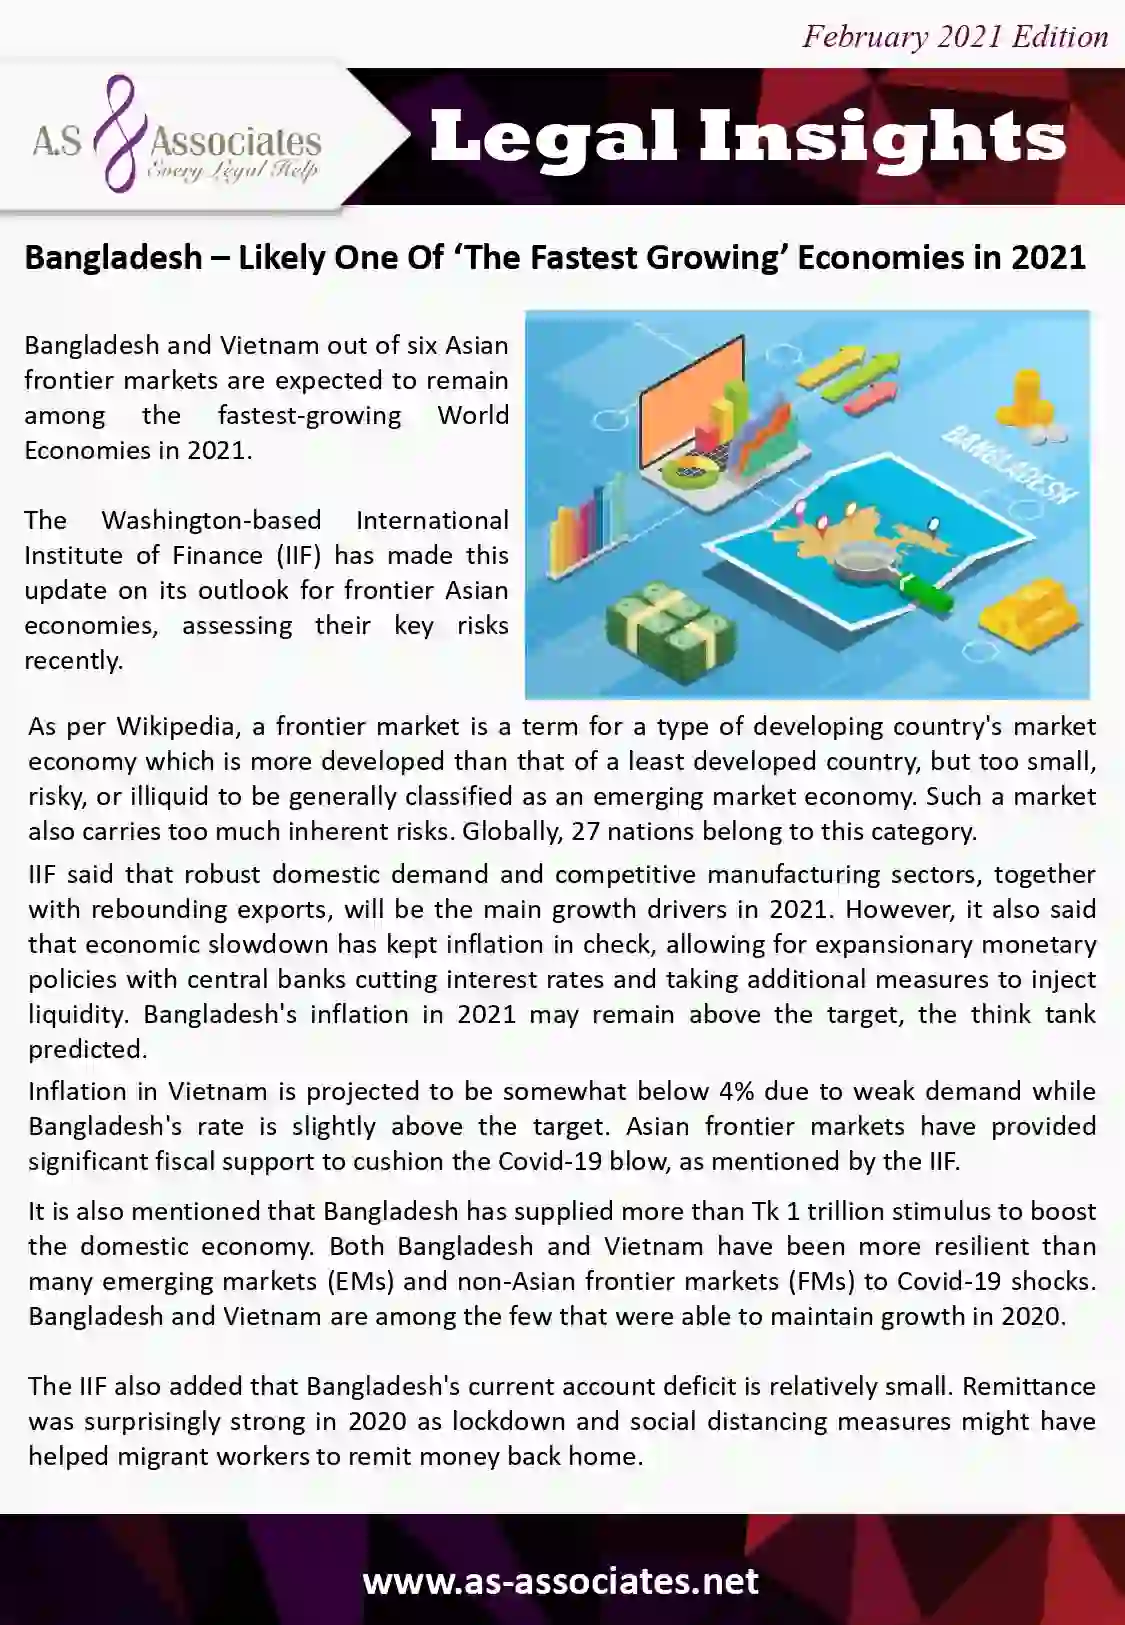 February 2021 Edition
A.S & Associates
Every Legal Help
Legal Insights
Bangladesh – Likely One Of ‘The Fastest Growing’ Economies in 2021
Bangladesh and Vietnam out of six Asian
frontier markets are expected to remain
among the fastest-growing World
Economies in 2021.
The Washington-based International
Institute of Finance (IIF) has made this
update on its outlook for frontier Asian
economies, assessing their key risks
recently.
BANGLADESH
As per Wikipedia, a frontier market is a term for a type of developing country's market
economy which is more developed than that of a least developed country, but too small,
risky, or illiquid to be generally classified as an emerging market economy. Such a market
also carries too much inherent risks. Globally, 27 nations belong to this category.
IIF said that robust domestic demand and competitive manufacturing sectors, together
with rebounding exports, will be the main growth drivers in 2021. However, it also said
that economic slowdown has kept inflation in check, allowing for expansionary monetary
policies with central banks cutting interest rates and taking additional measures to inject
liquidity. Bangladesh's inflation in 2021 may remain above the target, the think tank
predicted.
Inflation in Vietnam is projected to be somewhat below 4% due to weak demand while
Bangladesh's rate is slightly above the target. Asian frontier markets have provided
significant fiscal support to cushion the Covid-19 blow, as mentioned by the IIF.
It is also mentioned that Bangladesh has supplied more than Tk 1 trillion stimulus to boost
the domestic economy. Both Bangladesh and Vietnam have been more resilient than
many emerging markets (EMs) and non-Asian frontier markets (FMs) to Covid-19 shocks.
Bangladesh and Vietnam are among the few that were able to maintain growth in 2020.
The IIF also added that Bangladesh's current account deficit is relatively small. Remittance
was surprisingly strong in 2020 as lockdown and social distancing measures might have
helped migrant workers to remit money back home.
www.as-associates.net